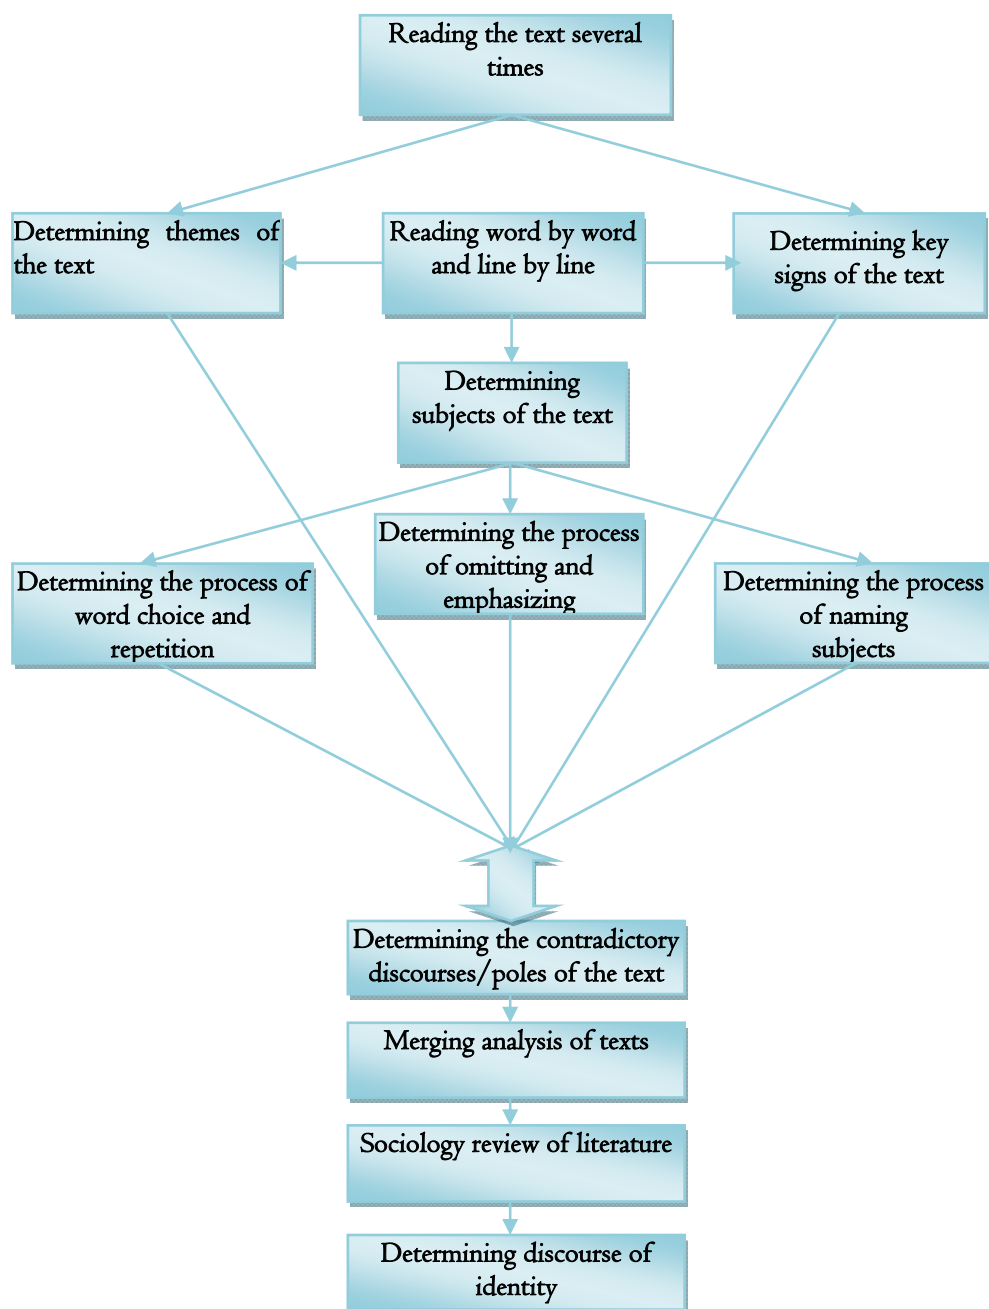 Reading the text several
times
Determining themes of
the text
Reading word by word
and line by line
Determining key
signs of the text
Determining
subjects of the text
Determining the process of
word choice and
repetition
Determining the process
of omitting and
emphasizing
Determining the process
of naming
subjects
Determining the contradictory
discourses/poles of the text
Merging analysis of texts
Sociology review of literature
Determining discourse of
identity